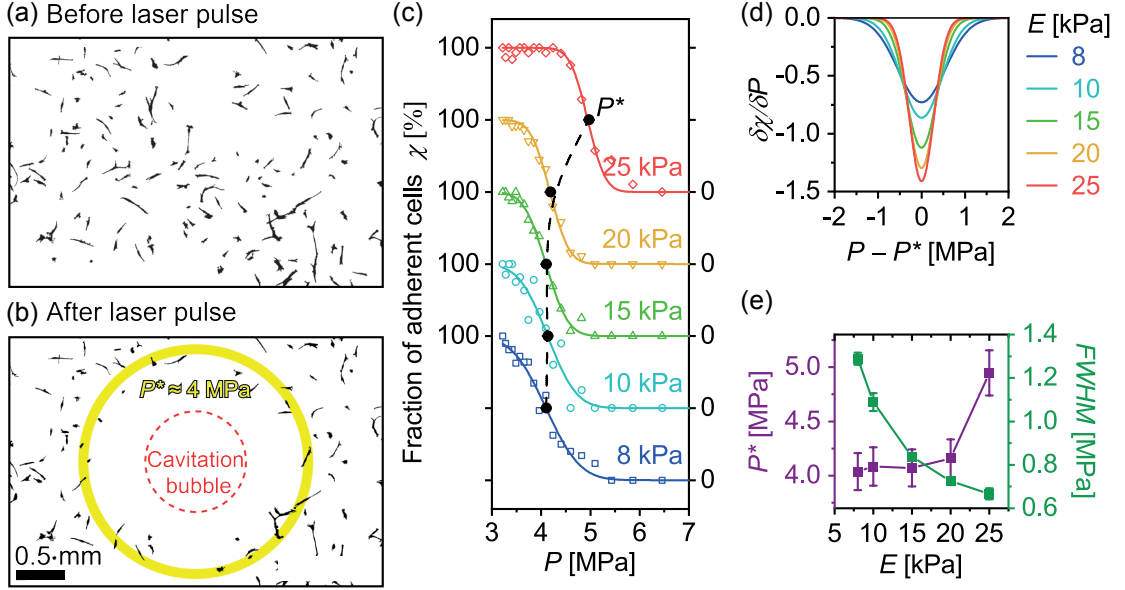 (a) Before laser pulse
(b) After laser pulse
P* ≈ 4 MPa
Cavitation
bubble
0.5 mm
(c)
Fraction of adherent cells χ [%]
100
100
100
100
100
P*
25 kPa
0
20 kPa
0
15 kPa
0
10 kPa
0
8 kPa
0
3 4 5 6 7
P [MPa]
(d)
δχ/δP
0.0
-0.5
-1.0
-1.5
-2 -1 0 1 2
P – P* [MPa]
E [kPa]
8
10
15
20
25
(e)
P* [MPa]
5.0
4.5
4.0
FWHM [MPa]
1.4
1.2
1.0
0.8
0.6
5 10 15 20 25
E [kPa]